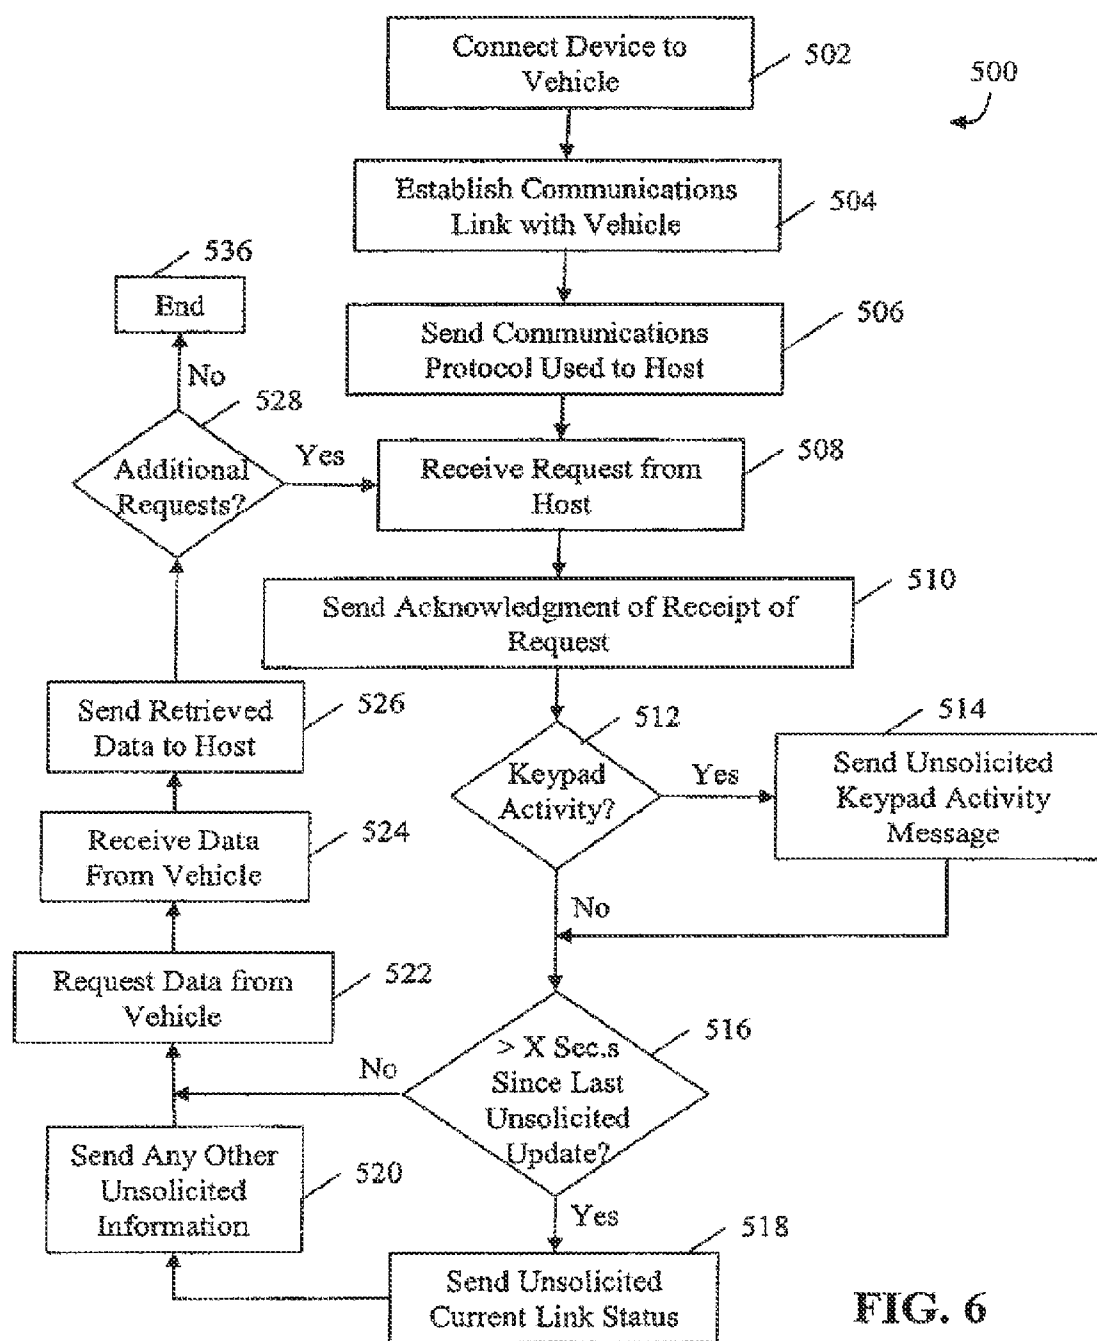 Connect Device to
Vehicle
502
500
Establish Communications
Link with Vehicle
504
536
End
Send Communications
Protocol Used to Host
506
No
528
Additional
Requests?
Yes
Receive Request from
Host
508
Send Acknowledgment of Receipt of
Request
510
Send Retrieved
Data to Host
526
512
Keypad
Activity?
Yes
514
Send Unsolicited
Keypad Activity
Message
Receive Data
From Vehicle
524
No
Request Data from
Vehicle
522
> X Sec.s
Since Last
Unsolicited
Update?
516
No
Send Any Other
Unsolicited
Information
520
Yes
518
Send Unsolicited
Current Link Status
FIG. 6